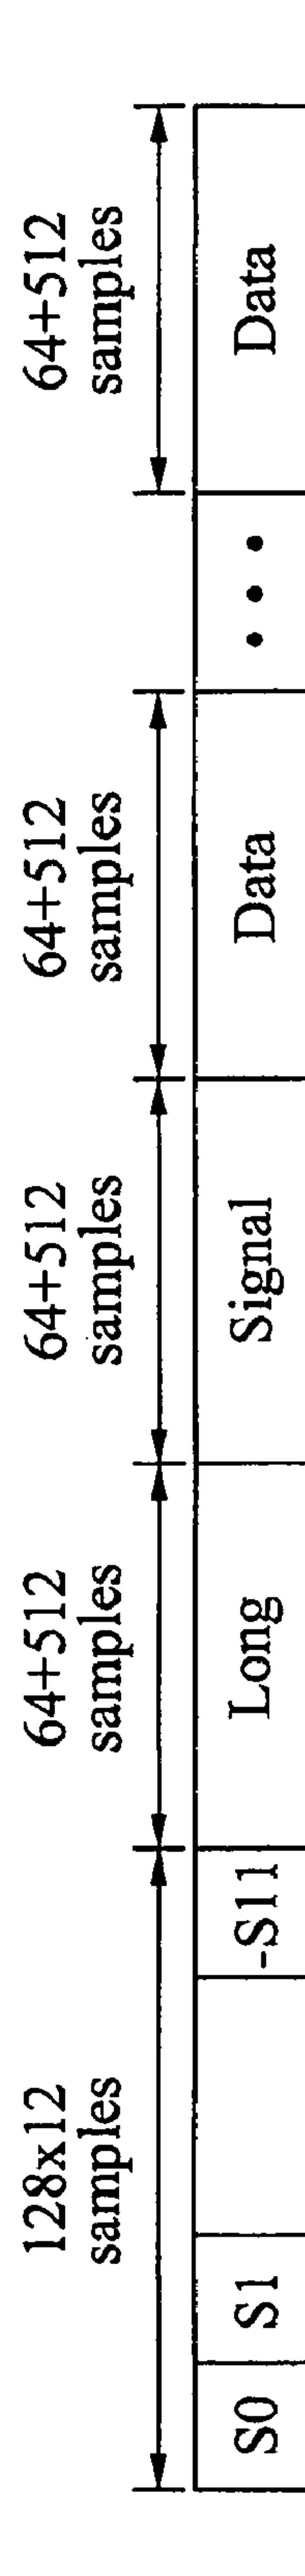 128x12
samples
64+512
samples
64+512
samples
64+512
samples
64+512
samples
S0
S1
-S11
Long
Signal
Data
• • •
Data